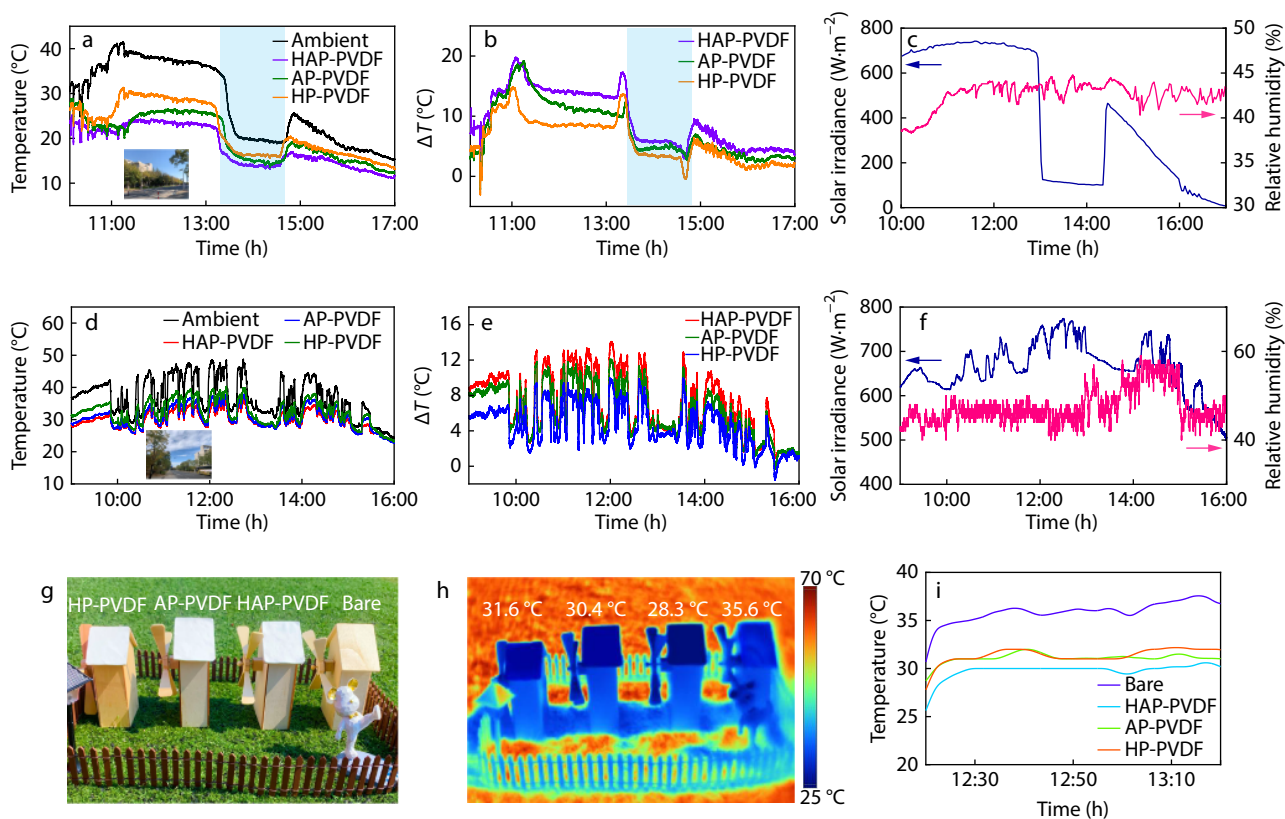 a
Ambient
HAP-PVDF
AP-PVDF
HP-PVDF
40
30
20
10
Temperature (°C)
11:00 13:00 15:00 17:00
Time (h)
b
HAP-PVDF
AP-PVDF
HP-PVDF
20
10
0
ΔT (°C)
11:00 13:00 15:00 17:00
Time (h)
c
800
600
400
200
0
Solar irradiance (W·m⁻²)
50
45
40
35
30
Relative humidity (%)
10:00 12:00 14:00 16:00
Time (h)
d
Ambient AP-PVDF
HAP-PVDF HP-PVDF
60
50
40
30
20
10
Temperature (°C)
10:00 12:00 14:00 16:00
Time (h)
e
HAP-PVDF
AP-PVDF
HP-PVDF
16
12
8
4
0
ΔT (°C)
10:00 12:00 14:00 16:00
Time (h)
f
800
700
600
500
400
Solar irradiance (W·m⁻²)
60
40
Relative humidity (%)
10:00 12:00 14:00 16:00
Time (h)
g
HP-PVDF AP-PVDF HAP-PVDF Bare
h
31.6 °C 30.4 °C 28.3 °C 35.6 °C
70 °C
25 °C
i
40
35
30
25
20
Temperature (°C)
Bare
HAP-PVDF
AP-PVDF
HP-PVDF
12:30 12:50 13:10
Time (h)